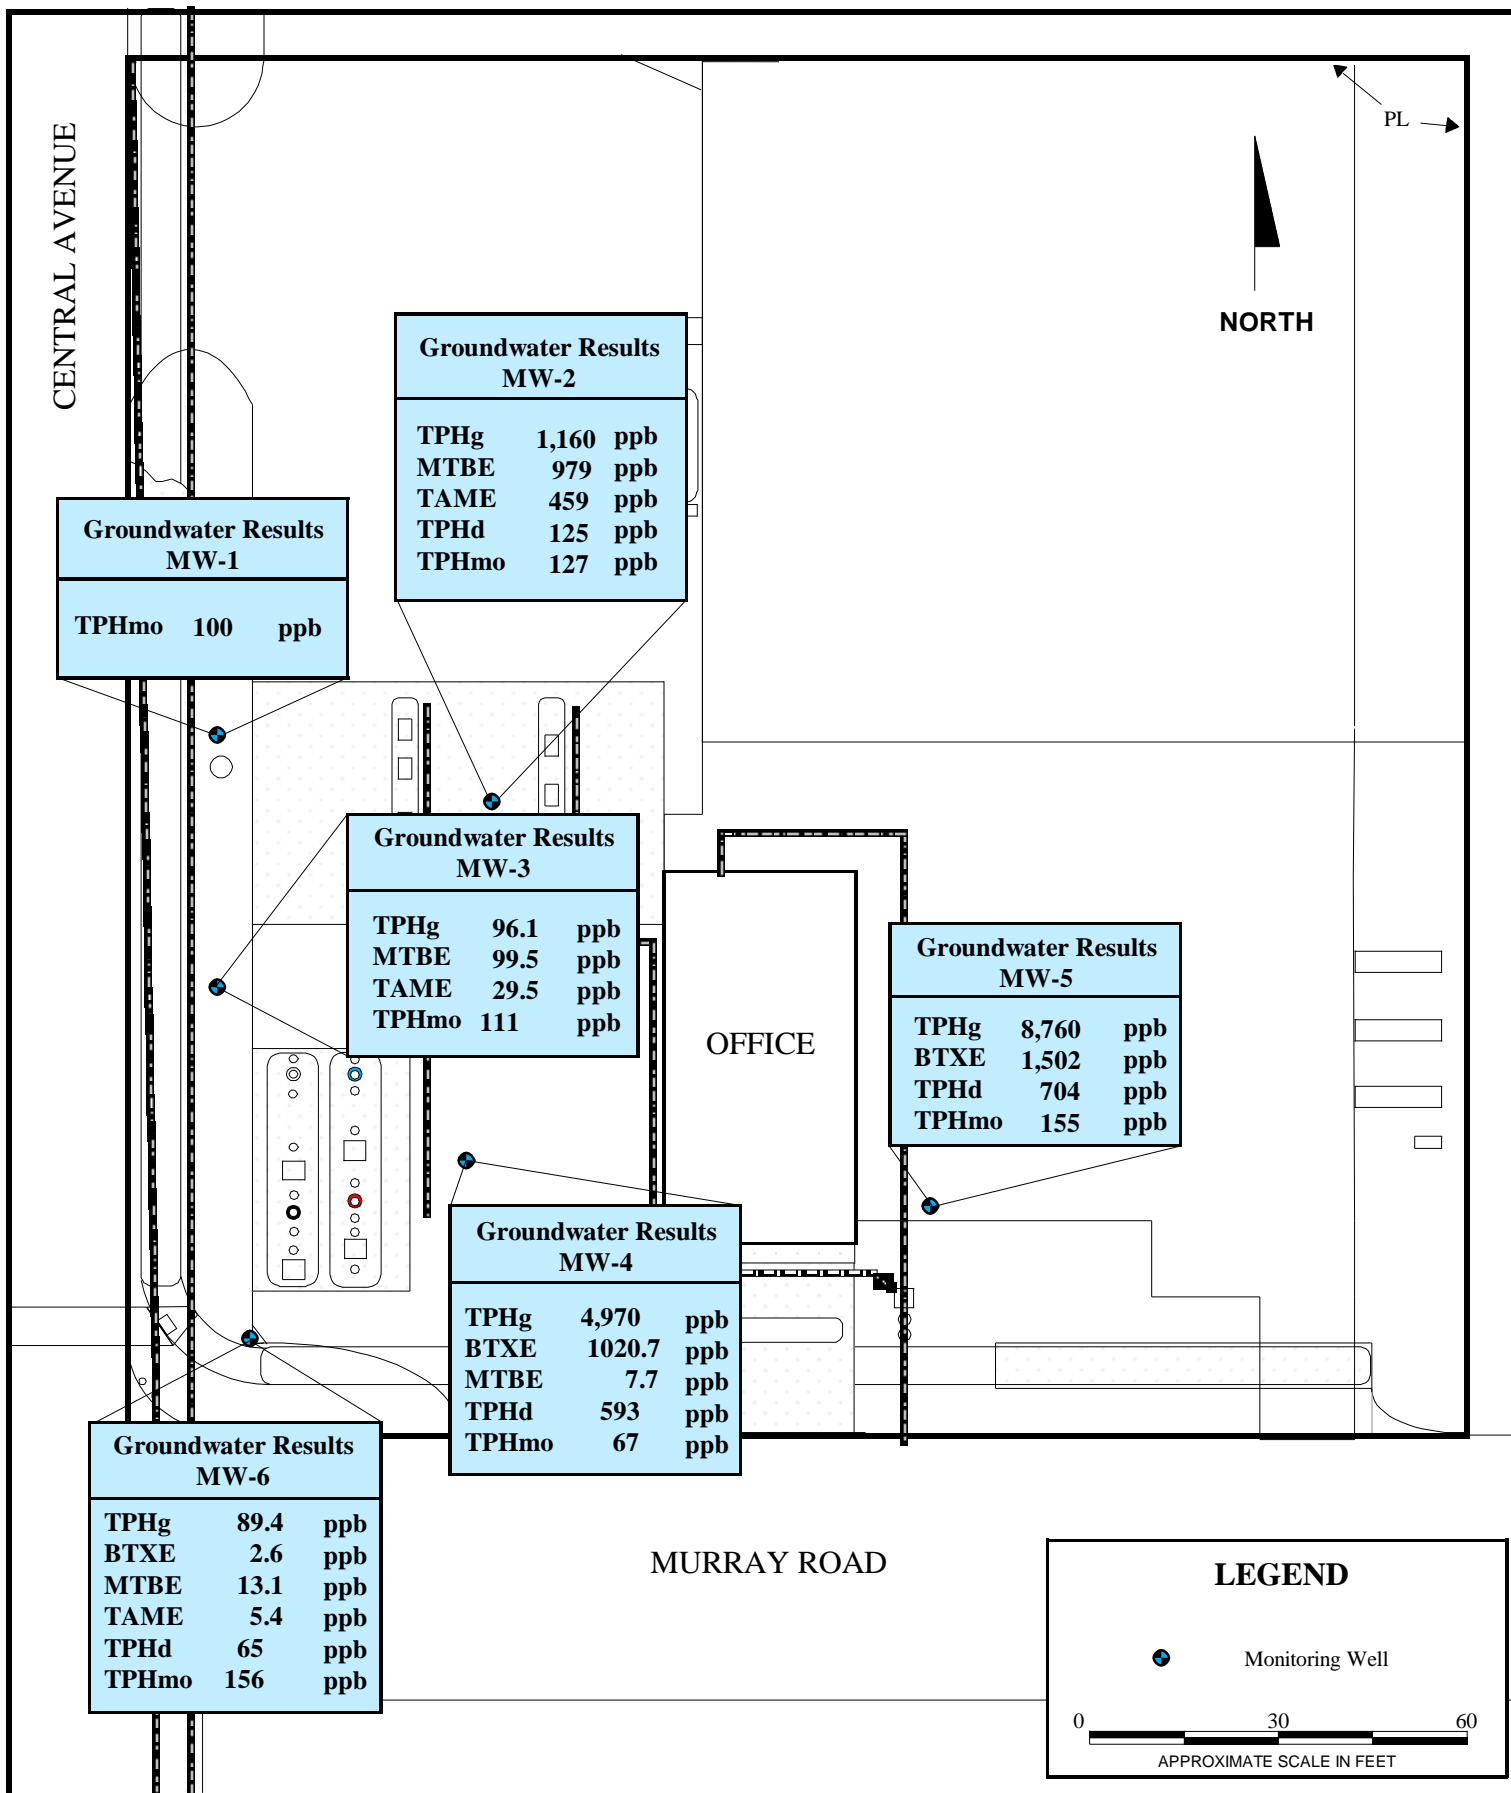 PL
CENTRAL AVENUE
NORTH
Groundwater Results
MW-2
TPHg 1,160 ppb
MTBE 979 ppb
TAME 459 ppb
TPHd 125 ppb
TPHmo 127 ppb
Groundwater Results
MW-1
TPHmo 100 ppb
Groundwater Results
MW-3
TPHg 96.1 ppb
MTBE 99.5 ppb
TAME 29.5 ppb
TPHmo 111 ppb
OFFICE
Groundwater Results
MW-5
TPHg 8,760 ppb
BTXE 1,502 ppb
TPHd 704 ppb
TPHmo 155 ppb
Groundwater Results
MW-4
TPHg 4,970 ppb
BTXE 1020.7 ppb
MTBE 7.7 ppb
TPHd 593 ppb
TPHmo 67 ppb
Groundwater Results
MW-6
TPHg 89.4 ppb
BTXE 2.6 ppb
MTBE 13.1 ppb
TAME 5.4 ppb
TPHd 65 ppb
TPHmo 156 ppb
MURRAY ROAD
LEGEND
Monitoring Well
0 30 60
APPROXIMATE SCALE IN FEET